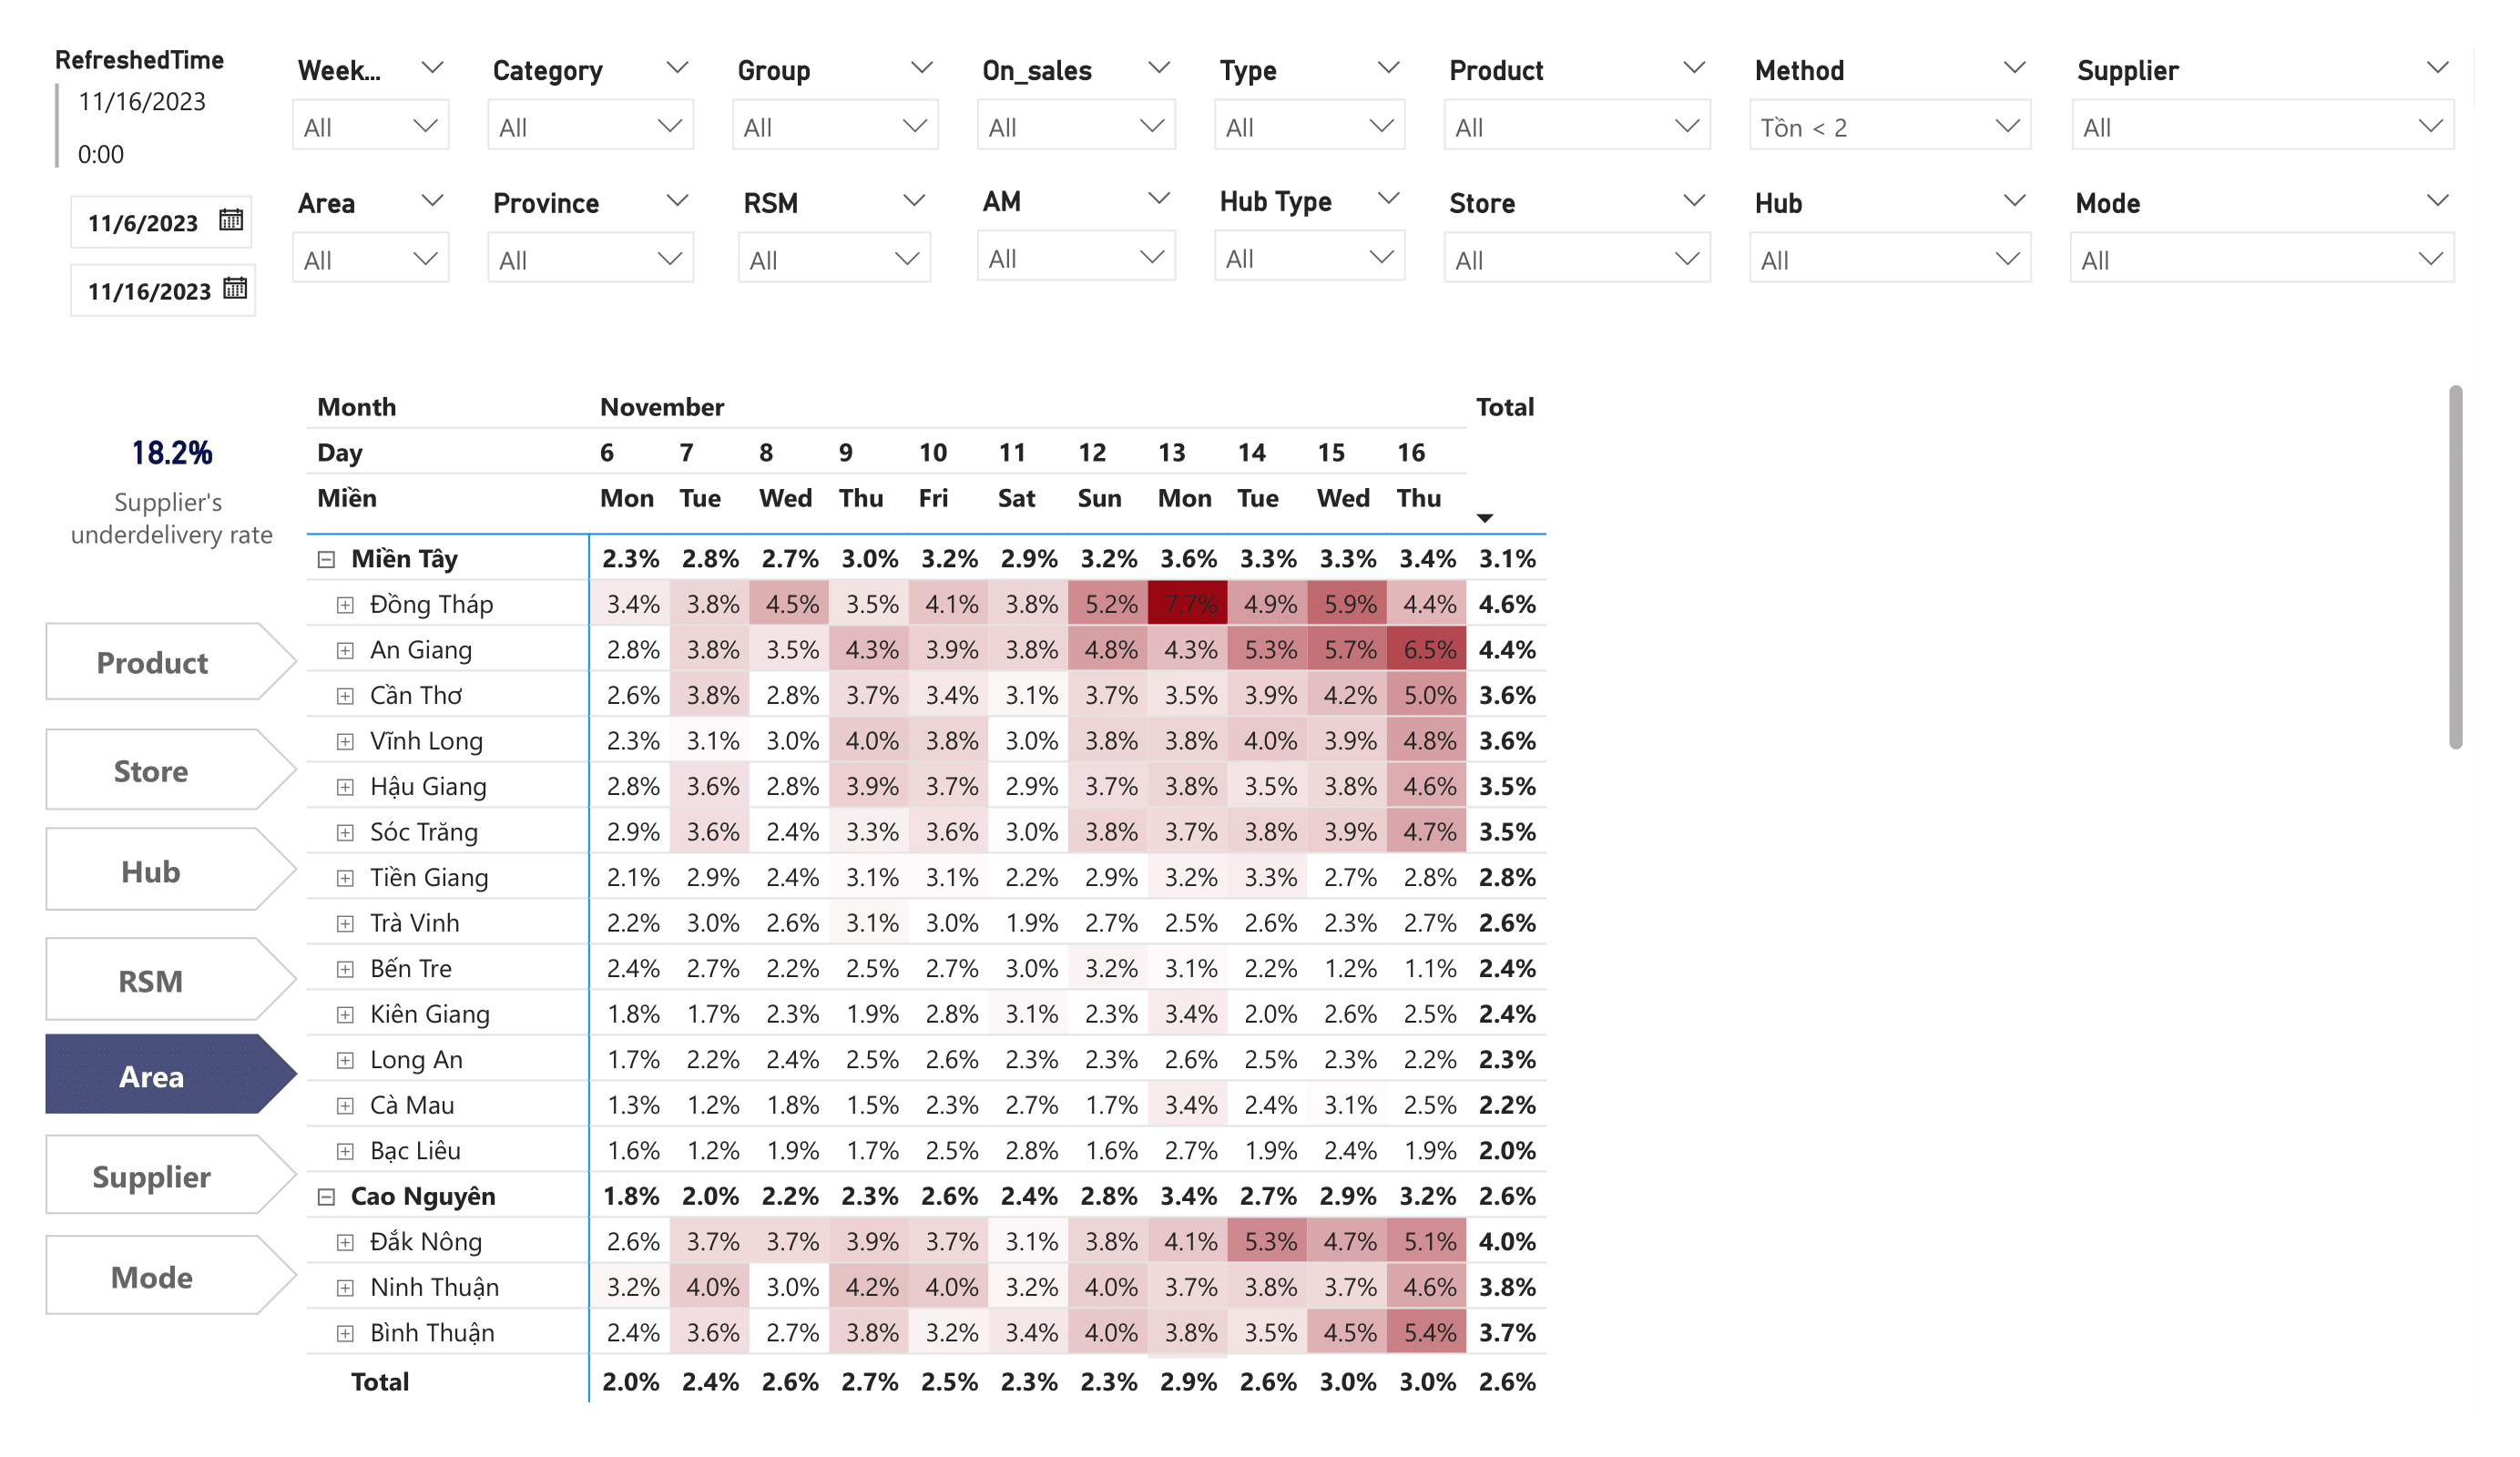 RefreshedTime
11/16/2023
0:00
11/6/2023
11/16/2023
Week... Category Group On_sales Type Product Method Supplier
All All All All All All Tồn < 2 All
Area Province RSM AM Hub Type Store Hub Mode
All All All All All All All All
18.2%
Supplier's
underdelivery rate
Product
Store
Hub
RSM
Area
Supplier
Mode
Month November Total
Day 6 7 8 9 10 11 12 13 14 15 16
Miền Mon Tue Wed Thu Fri Sat Sun Mon Tue Wed Thu
Miền Tây 2.3% 2.8% 2.7% 3.0% 3.2% 2.9% 3.2% 3.6% 3.3% 3.3% 3.4% 3.1%
Đồng Tháp 3.4% 3.8% 4.5% 3.5% 4.1% 3.8% 5.2% 7.7% 4.9% 5.9% 4.4% 4.6%
An Giang 2.8% 3.8% 3.5% 4.3% 3.9% 3.8% 4.8% 4.3% 5.3% 5.7% 6.5% 4.4%
Cần Thơ 2.6% 3.8% 2.8% 3.7% 3.4% 3.1% 3.7% 3.5% 3.9% 4.2% 5.0% 3.6%
Vĩnh Long 2.3% 3.1% 3.0% 4.0% 3.8% 3.0% 3.8% 3.8% 4.0% 3.9% 4.8% 3.6%
Hậu Giang 2.8% 3.6% 2.8% 3.9% 3.7% 2.9% 3.7% 3.8% 3.5% 3.8% 4.6% 3.5%
Sóc Trăng 2.9% 3.6% 2.4% 3.3% 3.6% 3.0% 3.8% 3.7% 3.8% 3.9% 4.7% 3.5%
Tiền Giang 2.1% 2.9% 2.4% 3.1% 3.1% 2.2% 2.9% 3.2% 3.3% 2.7% 2.8% 2.8%
Trà Vinh 2.2% 3.0% 2.6% 3.1% 3.0% 1.9% 2.7% 2.5% 2.6% 2.3% 2.7% 2.6%
Bến Tre 2.4% 2.7% 2.2% 2.5% 2.7% 3.0% 3.2% 3.1% 2.2% 1.2% 1.1% 2.4%
Kiên Giang 1.8% 1.7% 2.3% 1.9% 2.8% 3.1% 2.3% 3.4% 2.0% 2.6% 2.5% 2.4%
Long An 1.7% 2.2% 2.4% 2.5% 2.6% 2.3% 2.3% 2.6% 2.5% 2.3% 2.2% 2.3%
Cà Mau 1.3% 1.2% 1.8% 1.5% 2.3% 2.7% 1.7% 3.4% 2.4% 3.1% 2.5% 2.2%
Bạc Liêu 1.6% 1.2% 1.9% 1.7% 2.5% 2.8% 1.6% 2.7% 1.9% 2.4% 1.9% 2.0%
Cao Nguyên 1.8% 2.0% 2.2% 2.3% 2.6% 2.4% 2.8% 3.4% 2.7% 2.9% 3.2% 2.6%
Đắk Nông 2.6% 3.7% 3.7% 3.9% 3.7% 3.1% 3.8% 4.1% 5.3% 4.7% 5.1% 4.0%
Ninh Thuận 3.2% 4.0% 3.0% 4.2% 4.0% 3.2% 4.0% 3.7% 3.8% 3.7% 4.6% 3.8%
Bình Thuận 2.4% 3.6% 2.7% 3.8% 3.2% 3.4% 4.0% 3.8% 3.5% 4.5% 5.4% 3.7%
Total 2.0% 2.4% 2.6% 2.7% 2.5% 2.3% 2.3% 2.9% 2.6% 3.0% 3.0% 2.6%